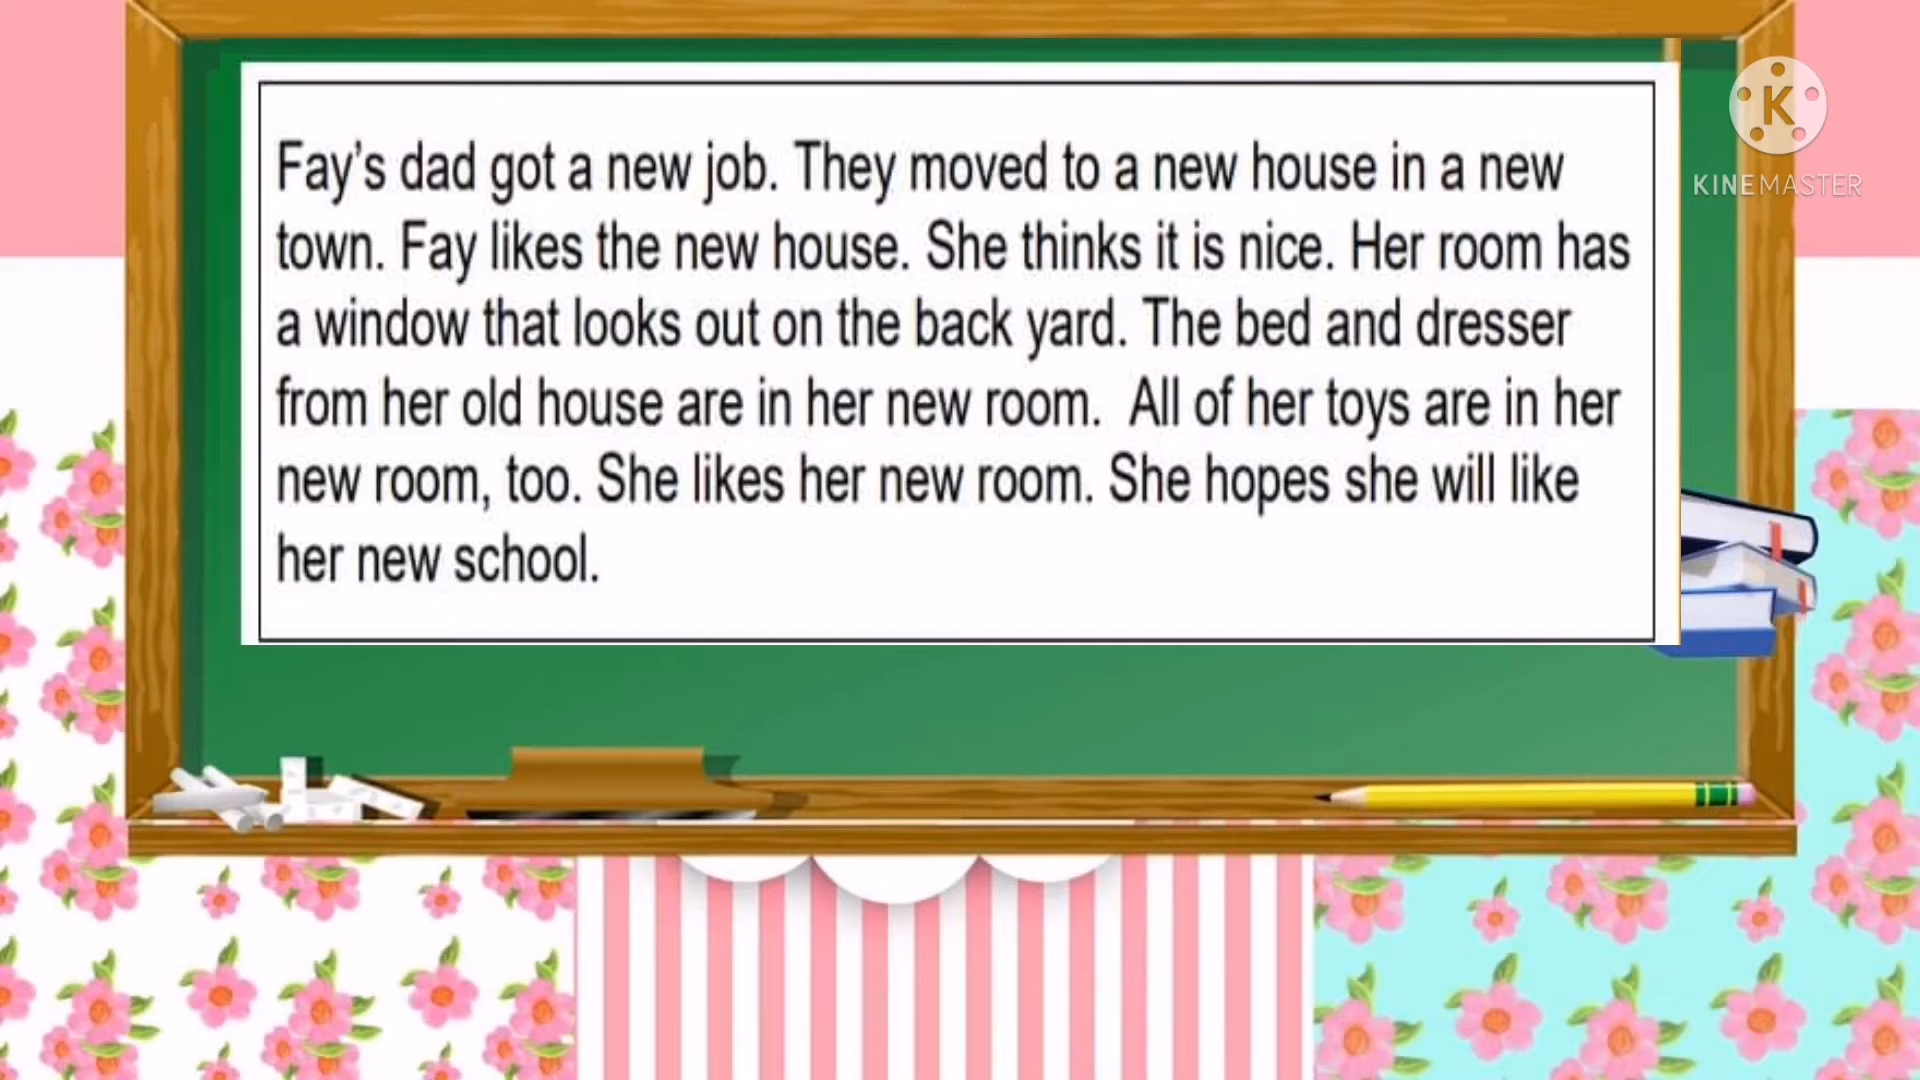 Fay’s dad got a new job. They moved to a new house in a new
town. Fay likes the new house. She thinks it is nice. Her room has
a window that looks out on the back yard. The bed and dresser
from her old house are in her new room.  All of her toys are in her
new room, too. She likes her new room. She hopes she will like
her new school.
K
KINEMASTER